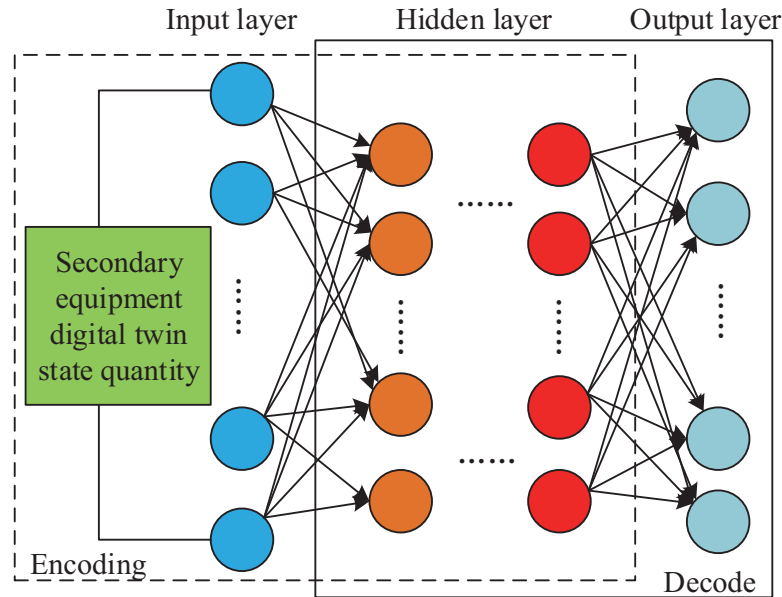 Input layer
Hidden layer
Output layer
Secondary
equipment
digital twin
state quantity
Encoding
Decode